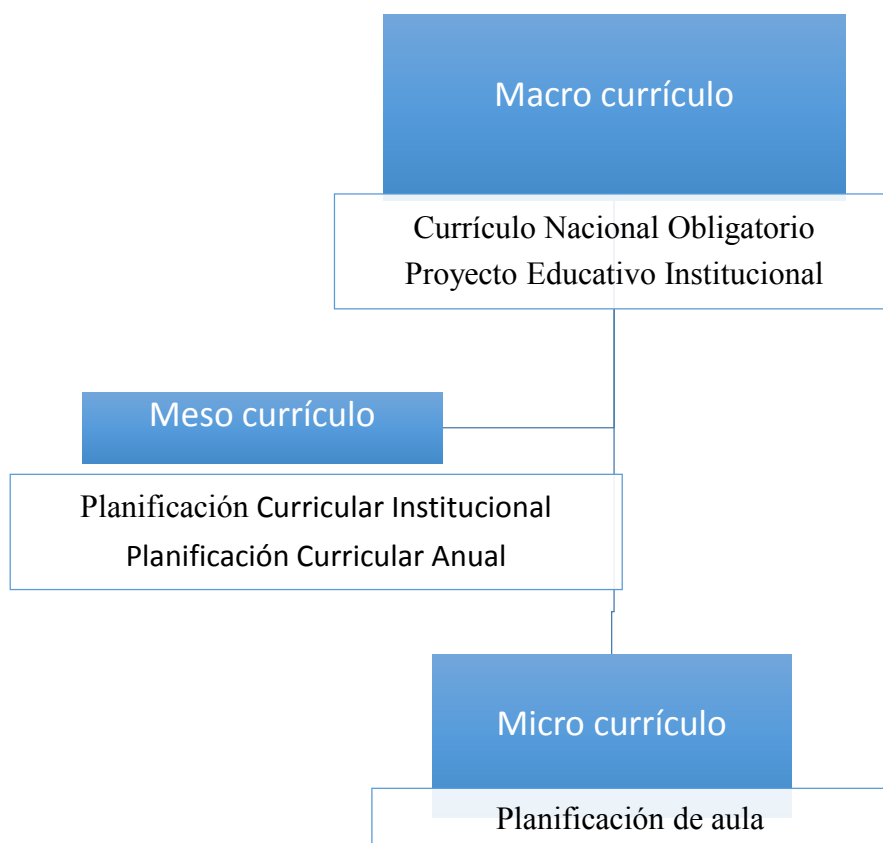 Macro currículo
Currículo Nacional Obligatorio
Proyecto Educativo Institucional
Meso currículo
Planificación Curricular Institucional
Planificación Curricular Anual
Micro currículo
Planificación de aula